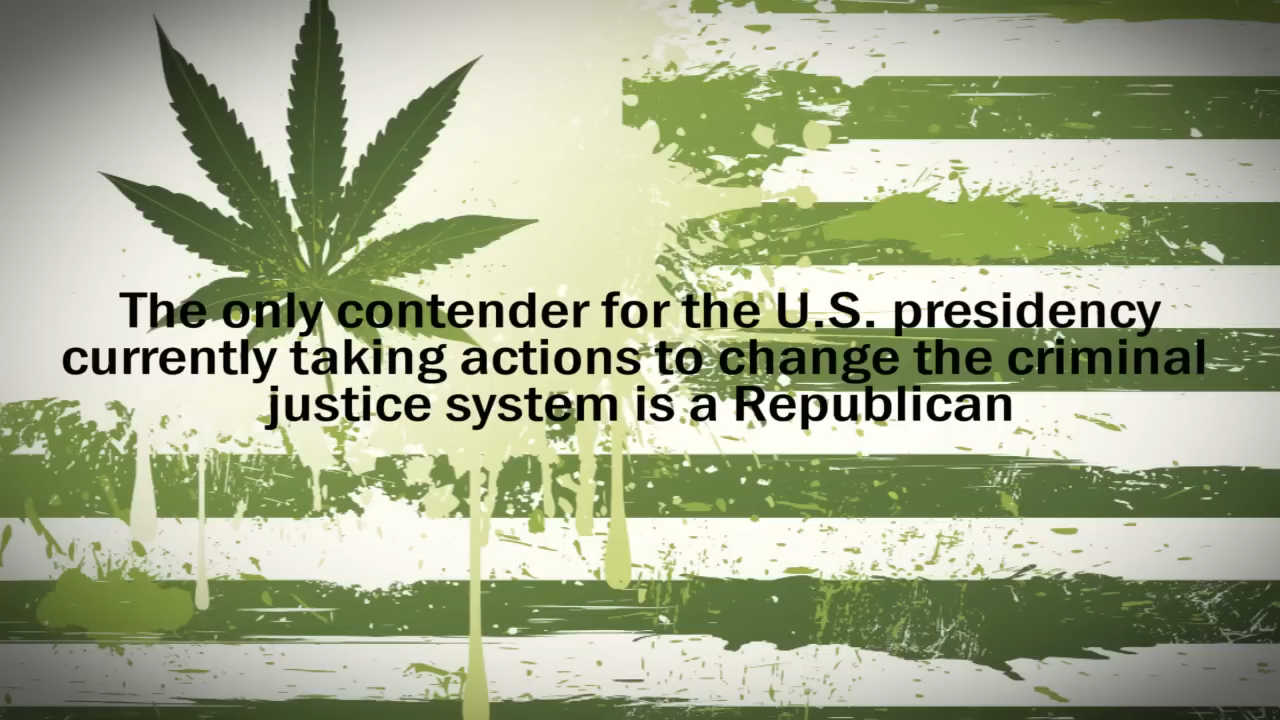 The only contender for the U.S. presidency
currently taking actions to change the criminal
justice system is a Republican